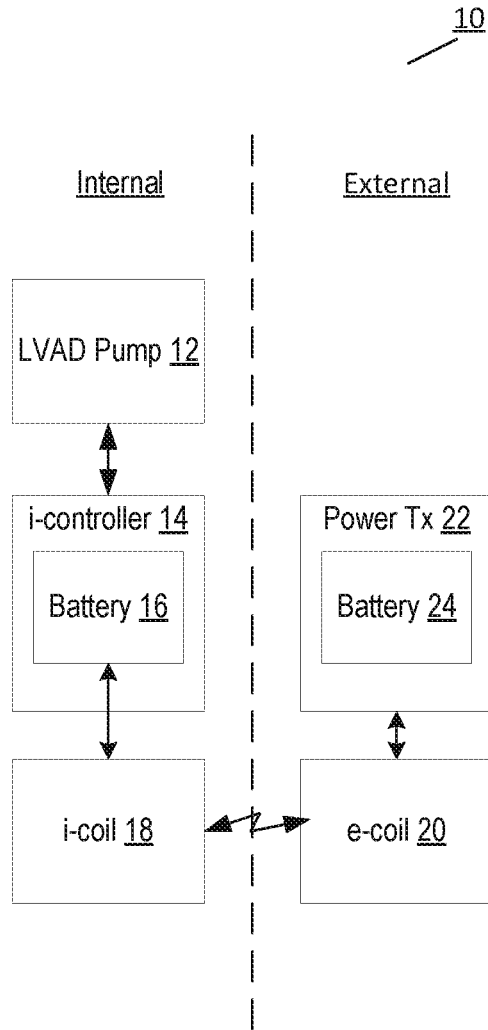 10
Internal
External
LVAD Pump 12
i-controller 14
Battery 16
Power Tx 22
Battery 24
i-coil 18
e-coil 20